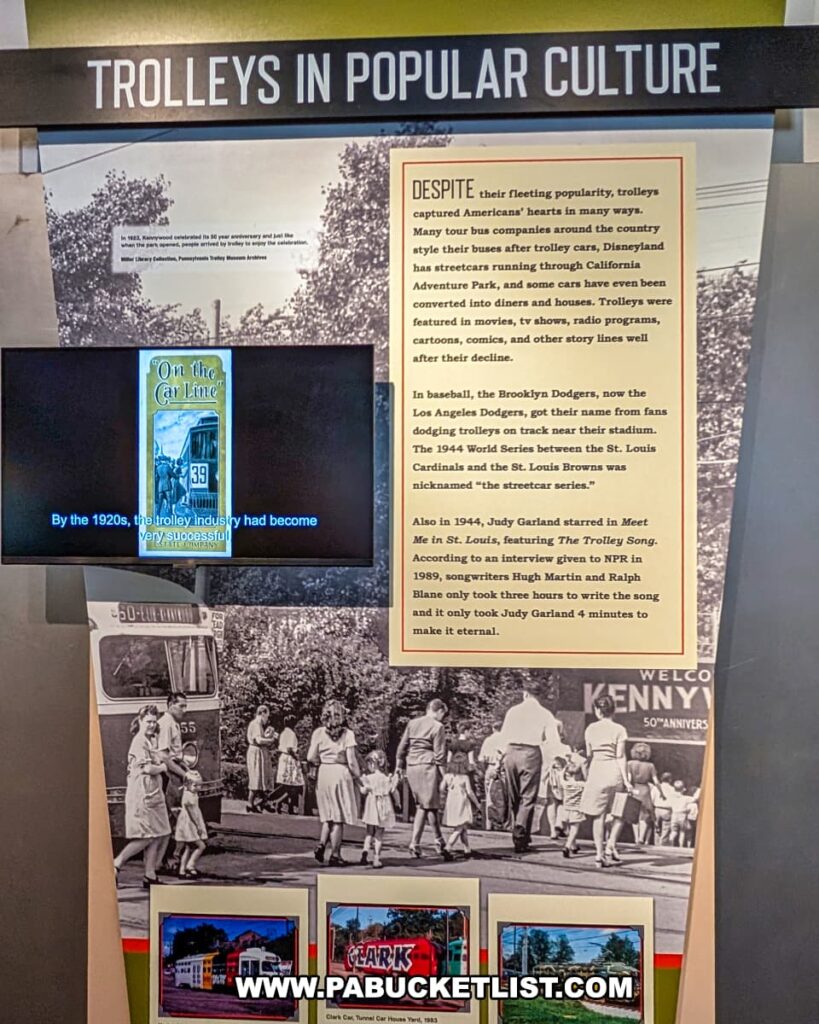 TROLLEYS IN POPULAR CULTURE
In 1923, Kennywood celebrated its 50 year anniversary and just like
when the park opened, people arrived by trolley to enjoy the celebration.
Miller Library Collection, Pennsylvania Trolley Museum Archives
DESPITE their fleeting popularity, trolleys
captured Americans' hearts in many ways.
Many tour bus companies around the country
style their buses after trolley cars, Disneyland
has streetcars running through California
Adventure Park, and some cars have even been
converted into diners and houses. Trolleys were
featured in movies, tv shows, radio programs,
cartoons, comics, and other story lines well
after their decline.
In baseball, the Brooklyn Dodgers, now the
Los Angeles Dodgers, got their name from fans
dodging trolleys on track near their stadium.
The 1944 World Series between the St. Louis
Cardinals and the St. Louis Browns was
nicknamed "the streetcar series."
Also in 1944, Judy Garland starred in Meet
Me in St. Louis, featuring The Trolley Song.
According to an interview given to NPR in
1989, songwriters Hugh Martin and Ralph
Blane only took three hours to write the song
and it only took Judy Garland 4 minutes to
make it eternal.
"On the
Car Line"
39
By the 1920s, the trolley industry had become
very successful
COMPANY
FOR
55
WELCO
KENNYW
50TH ANNIVERS
CLARK
WWW.PABUCKETLIST.COM
Clark Car, Tunnel Car House Yard, 1983